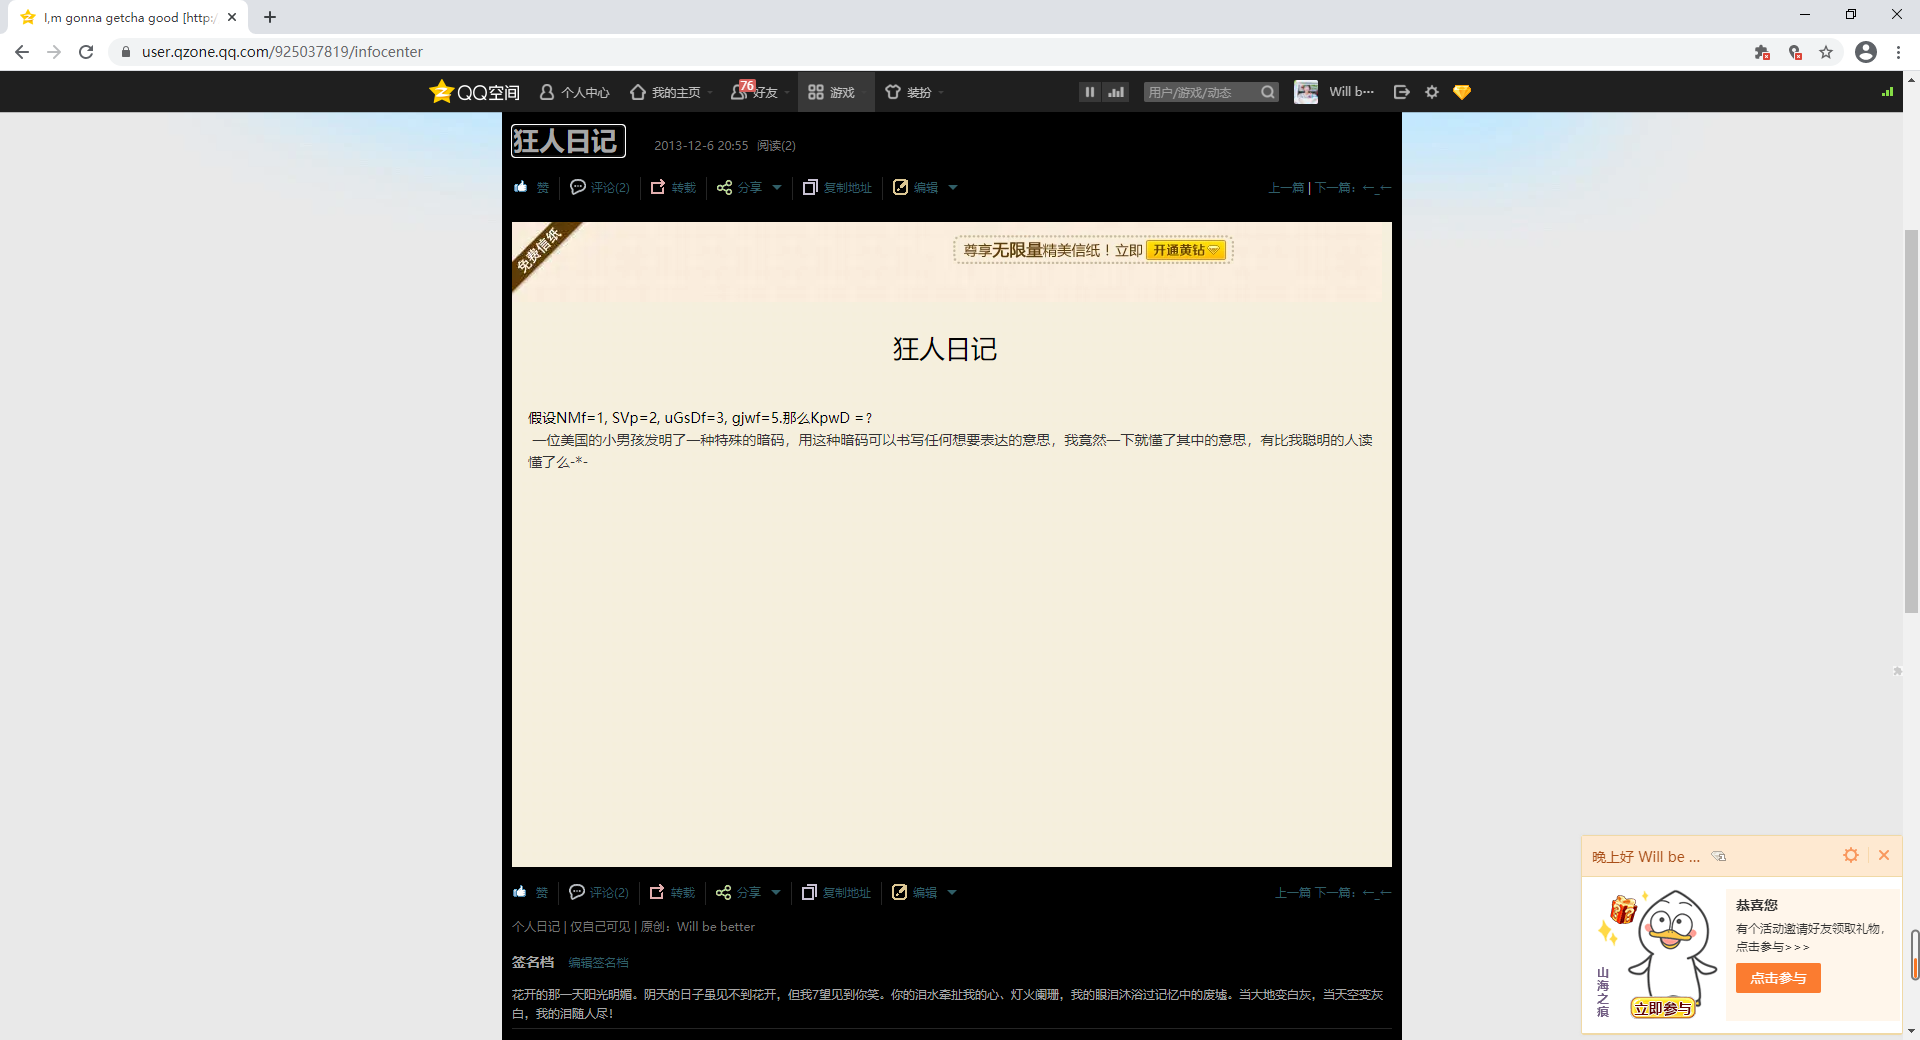 I,m gonna getcha good [http:/
user.qzone.qq.com/925037819/infocenter
QQ空间 个人中心 我的主页 76 好友 游戏 装扮 用户/游戏/动态 Will b···
狂人日记 2013-12-6 20:55 阅读(2)
赞 评论(2) 转载 分享 复制地址 编辑 上一篇 | 下一篇：←_←
免费信纸
尊享无限量精美信纸！立即 开通黄钻
狂人日记
假设NMf=1, SVp=2, uGsDf=3, gjwf=5.那么KpwD =?
一位美国的小男孩发明了一种特殊的暗码，用这种暗码可以书写任何想要表达的意思，我竟然一下就懂了其中的意思，有比我聪明的人读
懂了么-*-
赞 评论(2) 转载 分享 复制地址 编辑 上一篇 下一篇：←_←
个人日记 | 仅自己可见 | 原创：Will be better
签名档 编辑签名档
花开的那一天阳光明媚。阴天的日子虽见不到花开，但我7望见到你笑。你的泪水牵扯我的心、灯火阑珊，我的眼泪沐浴过记忆中的废墟。当大地变白灰，当天空变灰
白，我的泪随人尽！
晚上好 Will be ...
恭喜您
有个活动邀请好友领取礼物，
点击参与>>>
点击参与
山海之痕
立即参与